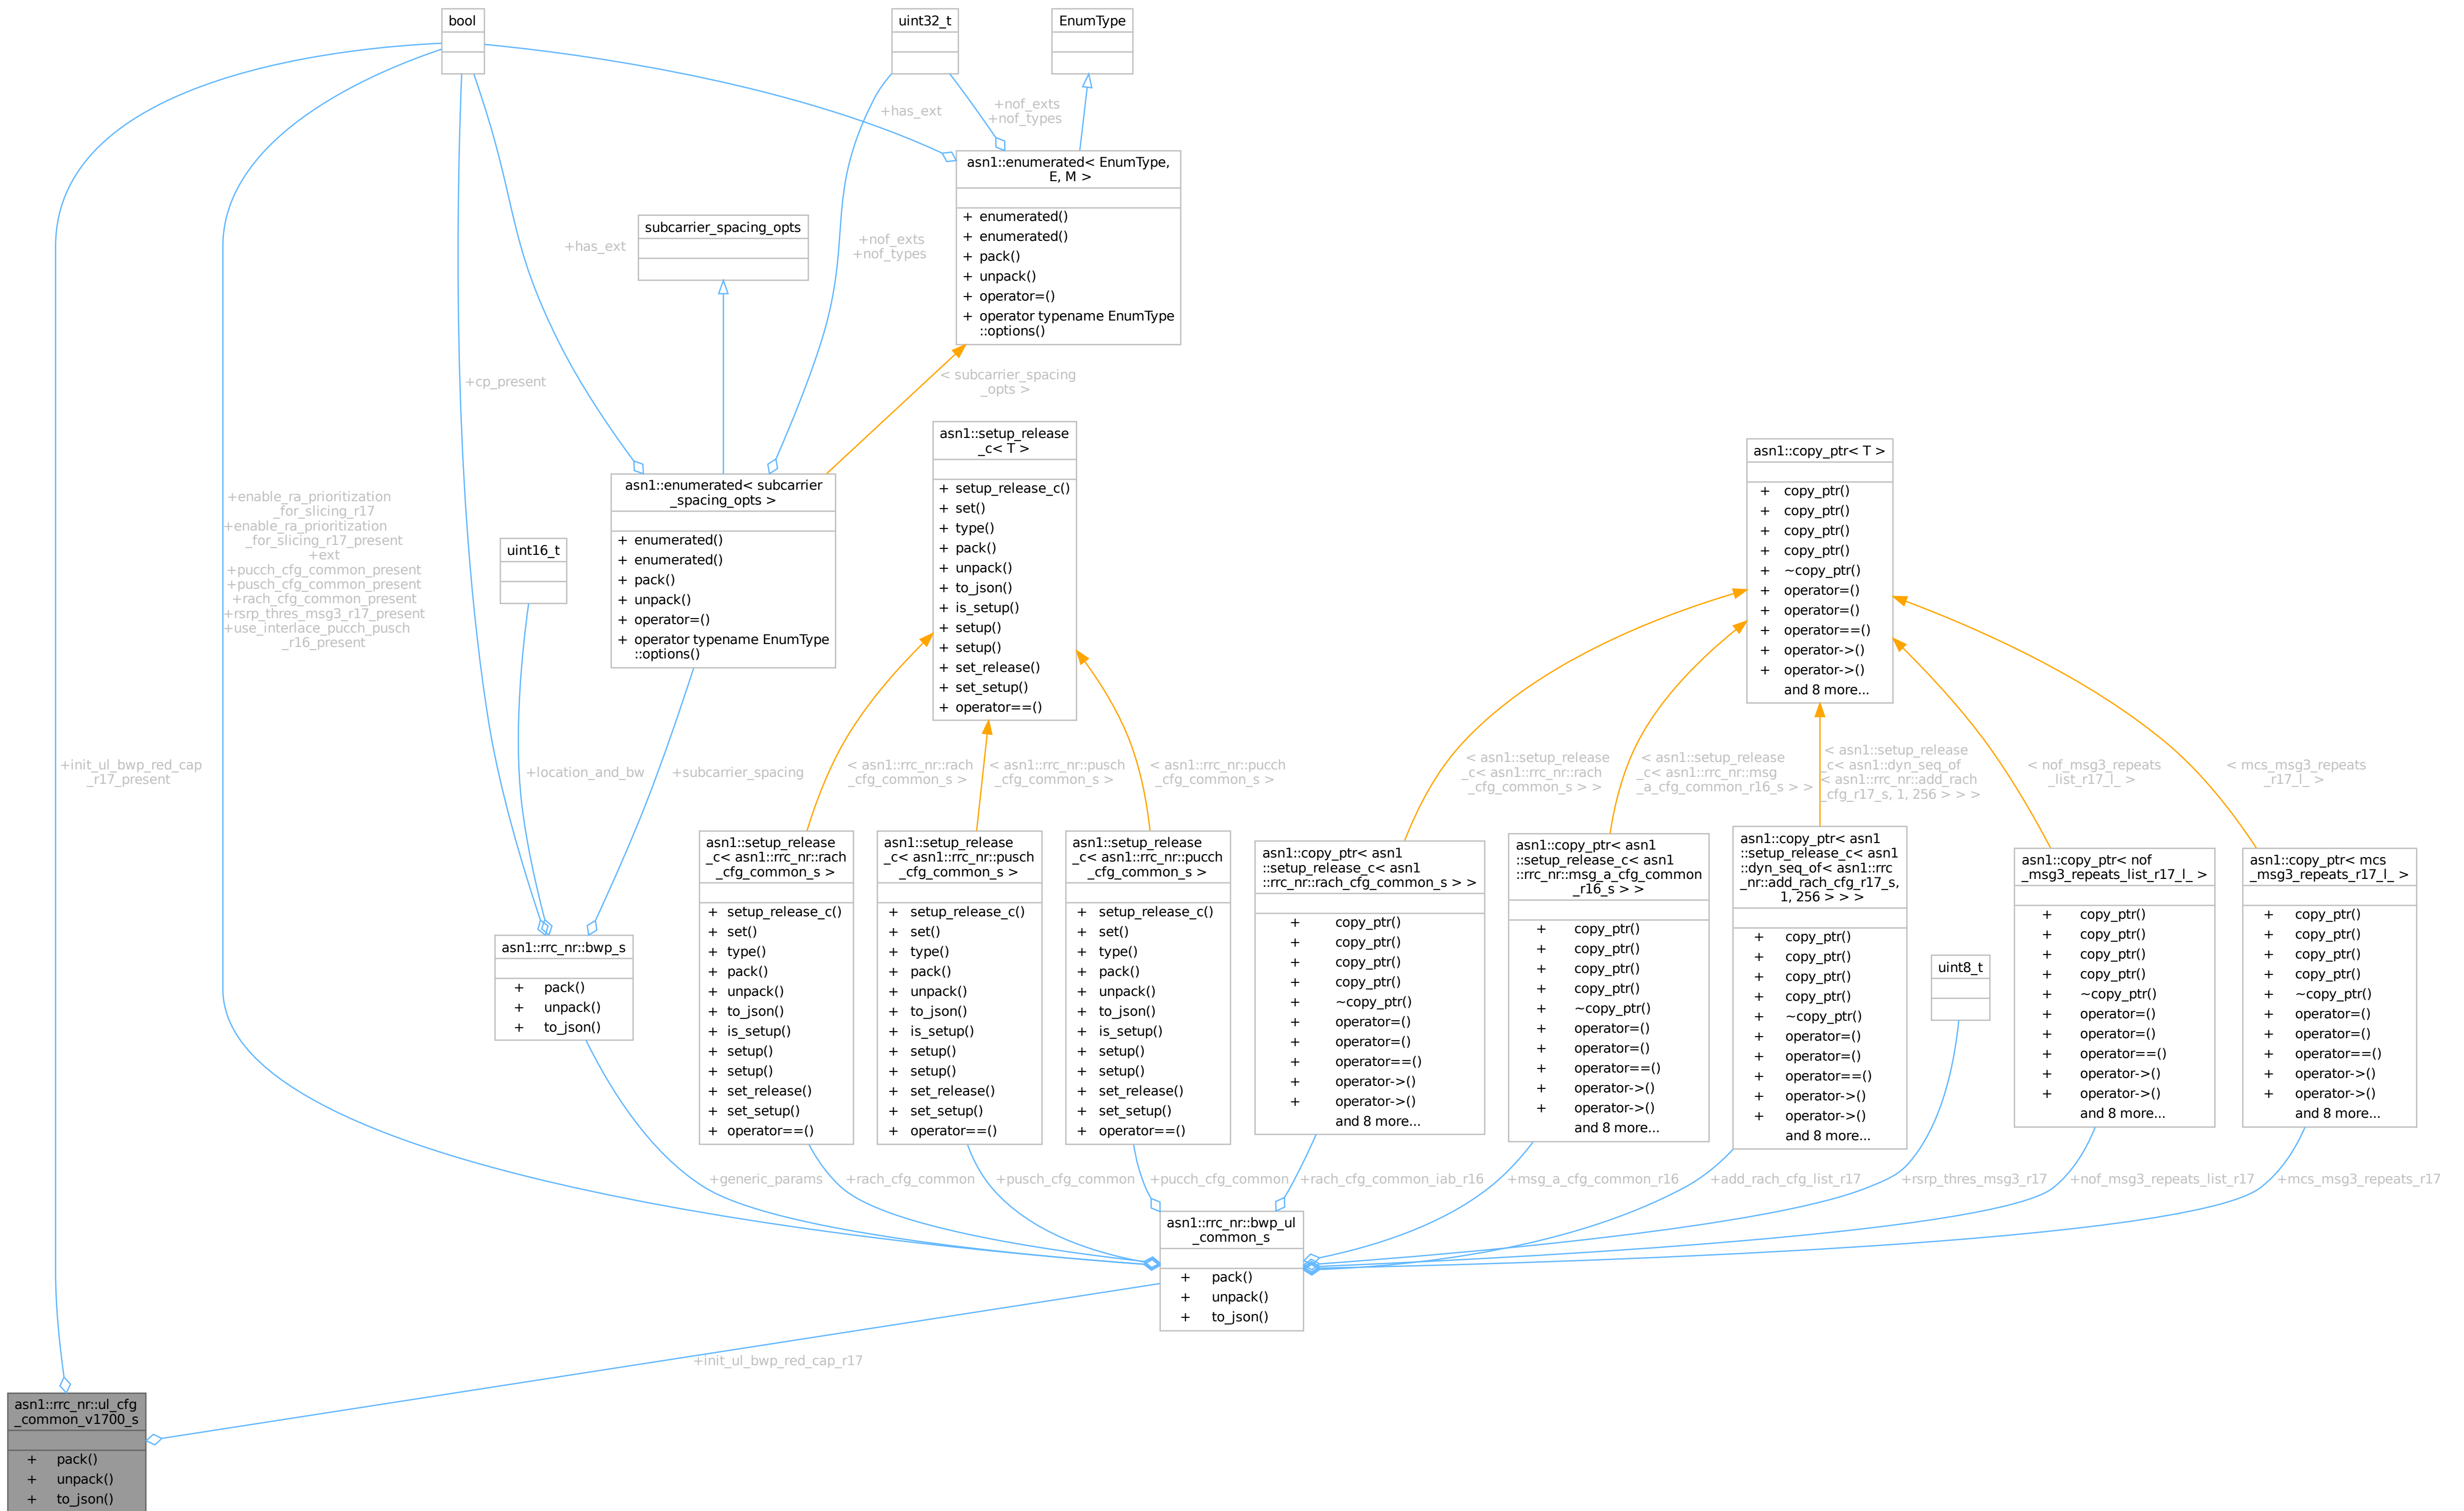 bool
uint32_t
EnumType
+has_ext
+nof_exts
+nof_types
asn1::enumerated< EnumType,
E, M >
+ enumerated()
+ enumerated()
+ pack()
+ unpack()
+ operator=()
+ operator typename EnumType
::options()
subcarrier_spacing_opts
+has_ext
+nof_exts
+nof_types
+cp_present
< subcarrier_spacing
_opts >
asn1::enumerated< subcarrier
_spacing_opts >
+ enumerated()
+ enumerated()
+ pack()
+ unpack()
+ operator=()
+ operator typename EnumType
::options()
asn1::setup_release
_c< T >
+ setup_release_c()
+ set()
+ type()
+ pack()
+ unpack()
+ to_json()
+ is_setup()
+ setup()
+ setup()
+ set_release()
+ set_setup()
+ operator==()
asn1::copy_ptr< T >
+ copy_ptr()
+ copy_ptr()
+ copy_ptr()
+ copy_ptr()
+ ~copy_ptr()
+ operator=()
+ operator=()
+ operator==()
+ operator->()
+ operator->()
and 8 more...
+enable_ra_prioritization
_for_slicing_r17
+enable_ra_prioritization
_for_slicing_r17_present
+ext
+pucch_cfg_common_present
+pusch_cfg_common_present
+rach_cfg_common_present
+rsrp_thres_msg3_r17_present
+use_interlace_pucch_pusch
_r16_present
uint16_t
+init_ul_bwp_red_cap
_r17_present
+location_and_bw
+subcarrier_spacing
< asn1::rrc_nr::rach
_cfg_common_s >
< asn1::rrc_nr::pusch
_cfg_common_s >
< asn1::rrc_nr::pucch
_cfg_common_s >
< asn1::setup_release
_c< asn1::rrc_nr::rach
_cfg_common_s > >
< asn1::setup_release
_c< asn1::rrc_nr::msg
_a_cfg_common_r16_s > >
< asn1::setup_release
_c< asn1::dyn_seq_of
< asn1::rrc_nr::add_rach
_cfg_r17_s, 1, 256 > > >
< nof_msg3_repeats
_list_r17_l_ >
< mcs_msg3_repeats
_r17_l_ >
asn1::rrc_nr::bwp_s
+ pack()
+ unpack()
+ to_json()
asn1::setup_release
_c< asn1::rrc_nr::rach
_cfg_common_s >
+ setup_release_c()
+ set()
+ type()
+ pack()
+ unpack()
+ to_json()
+ is_setup()
+ setup()
+ setup()
+ set_release()
+ set_setup()
+ operator==()
asn1::setup_release
_c< asn1::rrc_nr::pusch
_cfg_common_s >
+ setup_release_c()
+ set()
+ type()
+ pack()
+ unpack()
+ to_json()
+ is_setup()
+ setup()
+ setup()
+ set_release()
+ set_setup()
+ operator==()
asn1::setup_release
_c< asn1::rrc_nr::pucch
_cfg_common_s >
+ setup_release_c()
+ set()
+ type()
+ pack()
+ unpack()
+ to_json()
+ is_setup()
+ setup()
+ setup()
+ set_release()
+ set_setup()
+ operator==()
asn1::copy_ptr< asn1
::setup_release_c< asn1
::rrc_nr::rach_cfg_common_s > >
+ copy_ptr()
+ copy_ptr()
+ copy_ptr()
+ copy_ptr()
+ ~copy_ptr()
+ operator=()
+ operator=()
+ operator==()
+ operator->()
+ operator->()
and 8 more...
asn1::copy_ptr< asn1
::setup_release_c< asn1
::rrc_nr::msg_a_cfg_common
_r16_s > >
+ copy_ptr()
+ copy_ptr()
+ copy_ptr()
+ copy_ptr()
+ ~copy_ptr()
+ operator=()
+ operator=()
+ operator==()
+ operator->()
+ operator->()
and 8 more...
asn1::copy_ptr< asn1
::setup_release_c< asn1
::dyn_seq_of< asn1::rrc
_nr::add_rach_cfg_r17_s,
1, 256 > > >
+ copy_ptr()
+ copy_ptr()
+ copy_ptr()
+ copy_ptr()
+ ~copy_ptr()
+ operator=()
+ operator=()
+ operator==()
+ operator->()
+ operator->()
and 8 more...
uint8_t
asn1::copy_ptr< nof
_msg3_repeats_list_r17_l_ >
+ copy_ptr()
+ copy_ptr()
+ copy_ptr()
+ copy_ptr()
+ ~copy_ptr()
+ operator=()
+ operator=()
+ operator==()
+ operator->()
+ operator->()
and 8 more...
asn1::copy_ptr< mcs
_msg3_repeats_r17_l_ >
+ copy_ptr()
+ copy_ptr()
+ copy_ptr()
+ copy_ptr()
+ ~copy_ptr()
+ operator=()
+ operator=()
+ operator==()
+ operator->()
+ operator->()
and 8 more...
+generic_params
+rach_cfg_common
+pusch_cfg_common
+pucch_cfg_common
+rach_cfg_common_iab_r16
+msg_a_cfg_common_r16
+add_rach_cfg_list_r17
+rsrp_thres_msg3_r17
+nof_msg3_repeats_list_r17
+mcs_msg3_repeats_r17
asn1::rrc_nr::bwp_ul
_common_s
+ pack()
+ unpack()
+ to_json()
+init_ul_bwp_red_cap_r17
asn1::rrc_nr::ul_cfg
_common_v1700_s
+ pack()
+ unpack()
+ to_json()